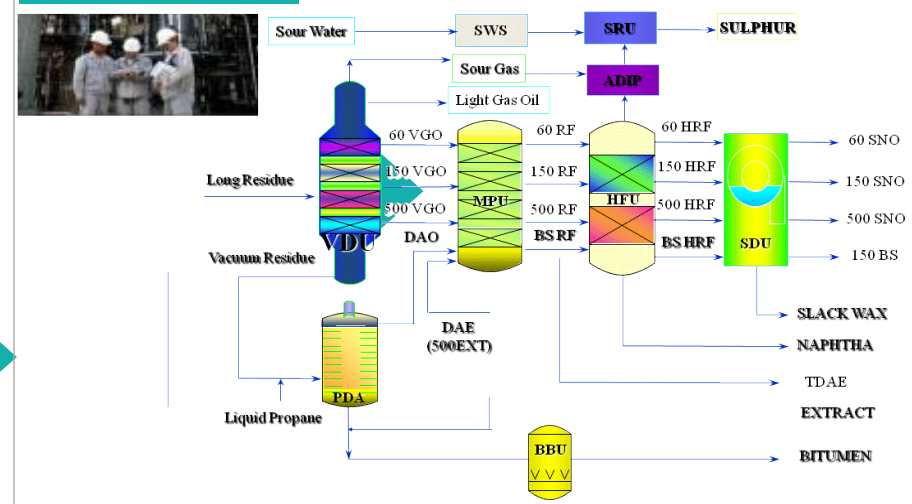 Sour Water
SWS
SRU
SULPHUR
Sour Gas
ADIP
Light Gas Oil
60 VGO
60 RF
60 HRF
60 SNO
150 VGO
150 RF
150 HRF
150 SNO
Long Residue
MPU
HFU
500 VGO
500 RF
500 HRF
500 SNO
VDU
DAO
BS RF
BS HRF
SDU
150 BS
Vacuum Residue
SLACK WAX
DAE
(500EXT)
NAPHTHA
TDAE
PDA
Liquid Propane
EXTRACT
BBU
BITUMEN